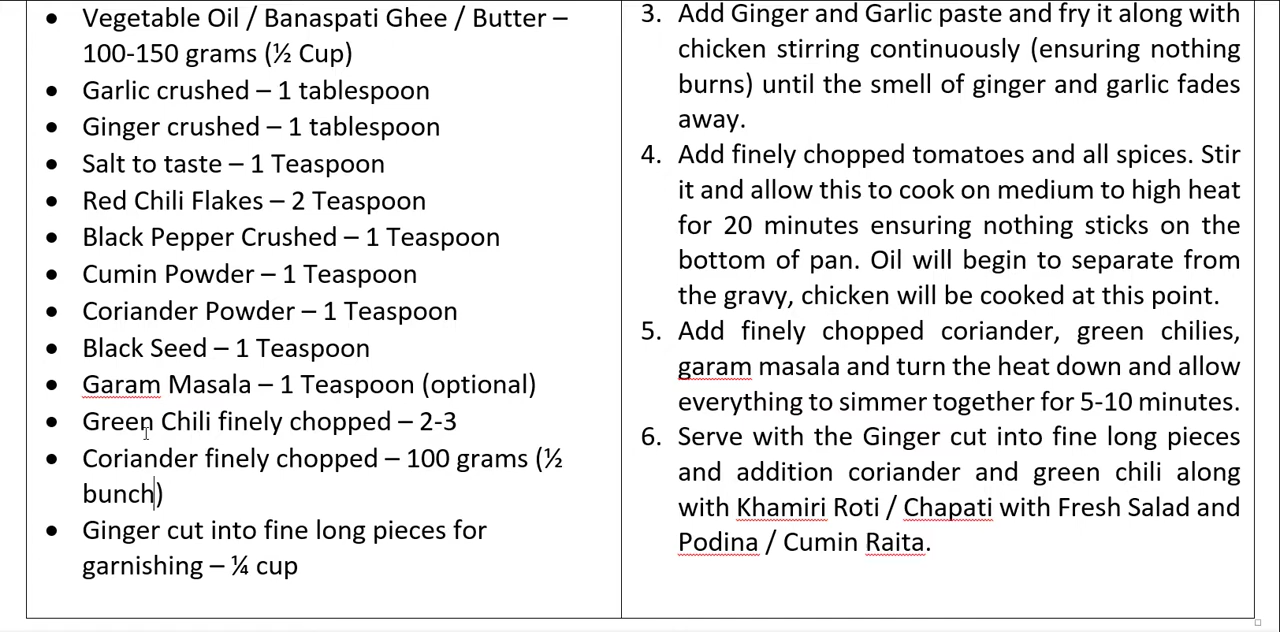 • Vegetable Oil / Banaspati Ghee / Butter –
100-150 grams (½ Cup)
• Garlic crushed – 1 tablespoon
• Ginger crushed – 1 tablespoon
• Salt to taste – 1 Teaspoon
• Red Chili Flakes – 2 Teaspoon
• Black Pepper Crushed – 1 Teaspoon
• Cumin Powder – 1 Teaspoon
• Coriander Powder – 1 Teaspoon
• Black Seed – 1 Teaspoon
• Garam Masala – 1 Teaspoon (optional)
• Green Chili finely chopped – 2-3
• Coriander finely chopped – 100 grams (½
bunch)
• Ginger cut into fine long pieces for
garnishing – ¼ cup
3. Add Ginger and Garlic paste and fry it along with
chicken stirring continuously (ensuring nothing
burns) until the smell of ginger and garlic fades
away.
4. Add finely chopped tomatoes and all spices. Stir
it and allow this to cook on medium to high heat
for 20 minutes ensuring nothing sticks on the
bottom of pan. Oil will begin to separate from
the gravy, chicken will be cooked at this point.
5. Add finely chopped coriander, green chilies,
garam masala and turn the heat down and allow
everything to simmer together for 5-10 minutes.
6. Serve with the Ginger cut into fine long pieces
and addition coriander and green chili along
with Khamiri Roti / Chapati with Fresh Salad and
Podina / Cumin Raita.